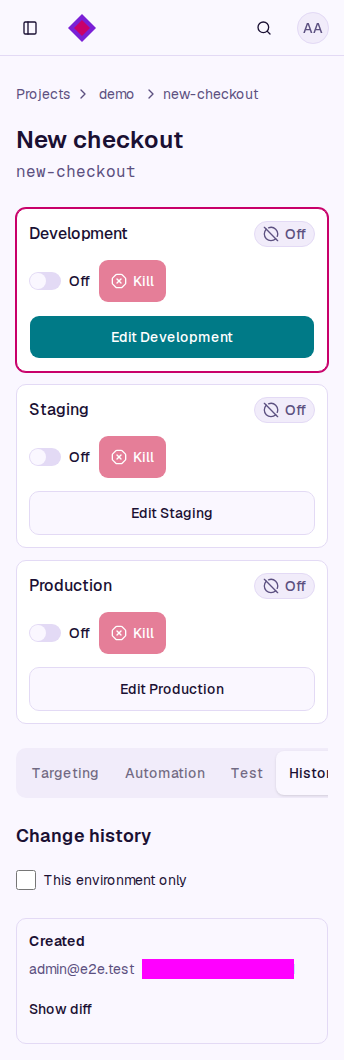 AA
Projects > demo > new-checkout
New checkout
new-checkout
Development Off
Off Kill
Edit Development
Staging Off
Off Kill
Edit Staging
Production Off
Off Kill
Edit Production
Targeting Automation Test Histor
Change history
This environment only
Created
admin@e2e.test
Show diff